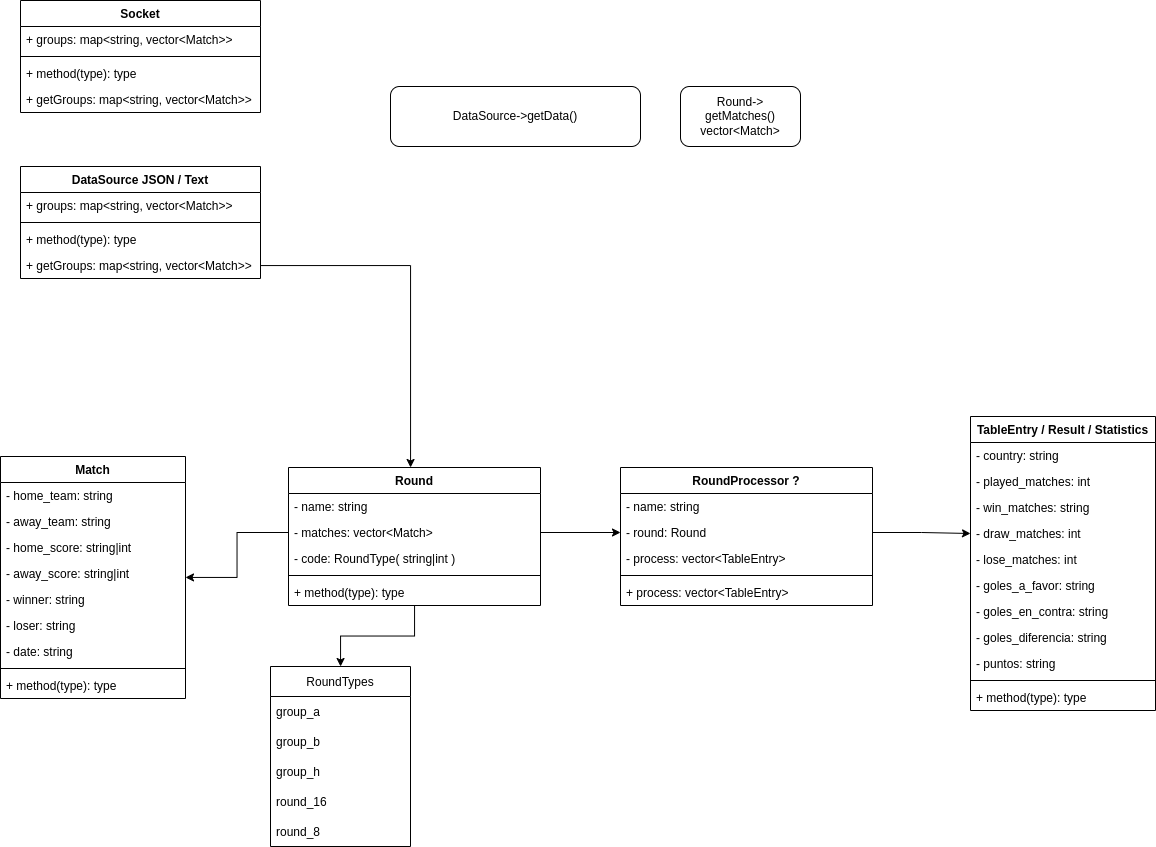 Socket
+ groups: map<string, vector<Match>>
+ method(type): type
+ getGroups: map<string, vector<Match>>
DataSource->getData()
Round->
getMatches()
vector<Match>
DataSource JSON / Text
+ groups: map<string, vector<Match>>
+ method(type): type
+ getGroups: map<string, vector<Match>>
Match
- home_team: string
- away_team: string
- home_score: string|int
- away_score: string|int
- winner: string
- loser: string
- date: string
+ method(type): type
Round
- name: string
- matches: vector<Match>
- code: RoundType( string|int )
+ method(type): type
RoundTypes
group_a
group_b
group_h
round_16
round_8
RoundProcessor ?
- name: string
- round: Round
- process: vector<TableEntry>
+ process: vector<TableEntry>
TableEntry / Result / Statistics
- country: string
- played_matches: int
- win_matches: string
- draw_matches: int
- lose_matches: int
- goles_a_favor: string
- goles_en_contra: string
- goles_diferencia: string
- puntos: string
+ method(type): type